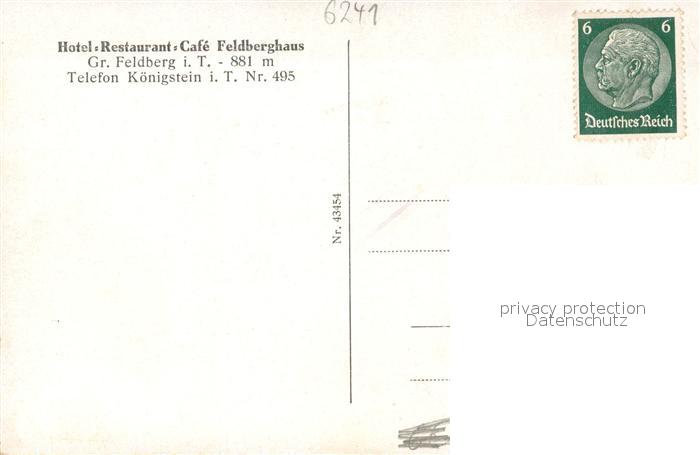 6241
Hotel-Restaurant-Café Feldberghaus
Gr. Feldberg i. T. - 881 m
Telefon Königstein i. T. Nr. 495
6 6
Deutsches Reich
Nr. 43454
privacy protection
Datenschutz